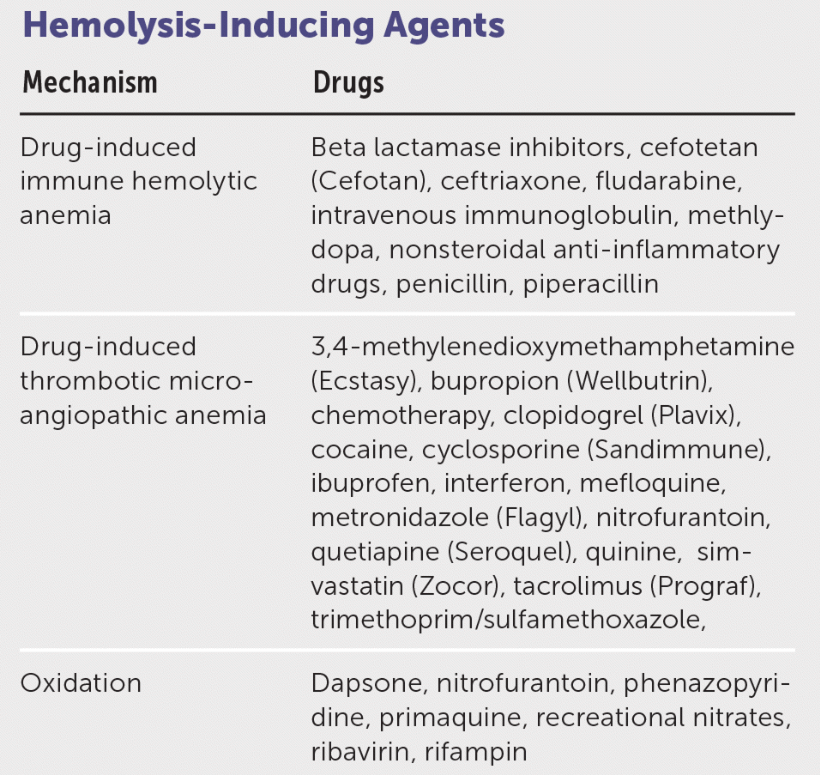 Hemolysis-Inducing Agents
Mechanism Drugs
Drug-induced
immune hemolytic
anemia
Beta lactamase inhibitors, cefotetan
(Cefotan), ceftriaxone, fludarabine,
intravenous immunoglobulin, methly-
dopa, nonsteroidal anti-inflammatory
drugs, penicillin, piperacillin
Drug-induced
thrombotic micro-
angiopathic anemia
3,4-methylenedioxymethamphetamine
(Ecstasy), bupropion (Wellbutrin),
chemotherapy, clopidogrel (Plavix),
cocaine, cyclosporine (Sandimmune),
ibuprofen, interferon, mefloquine,
metronidazole (Flagyl), nitrofurantoin,
quetiapine (Seroquel), quinine,  sim-
vastatin (Zocor), tacrolimus (Prograf),
trimethoprim/sulfamethoxazole,
Oxidation
Dapsone, nitrofurantoin, phenazopyri-
dine, primaquine, recreational nitrates,
ribavirin, rifampin